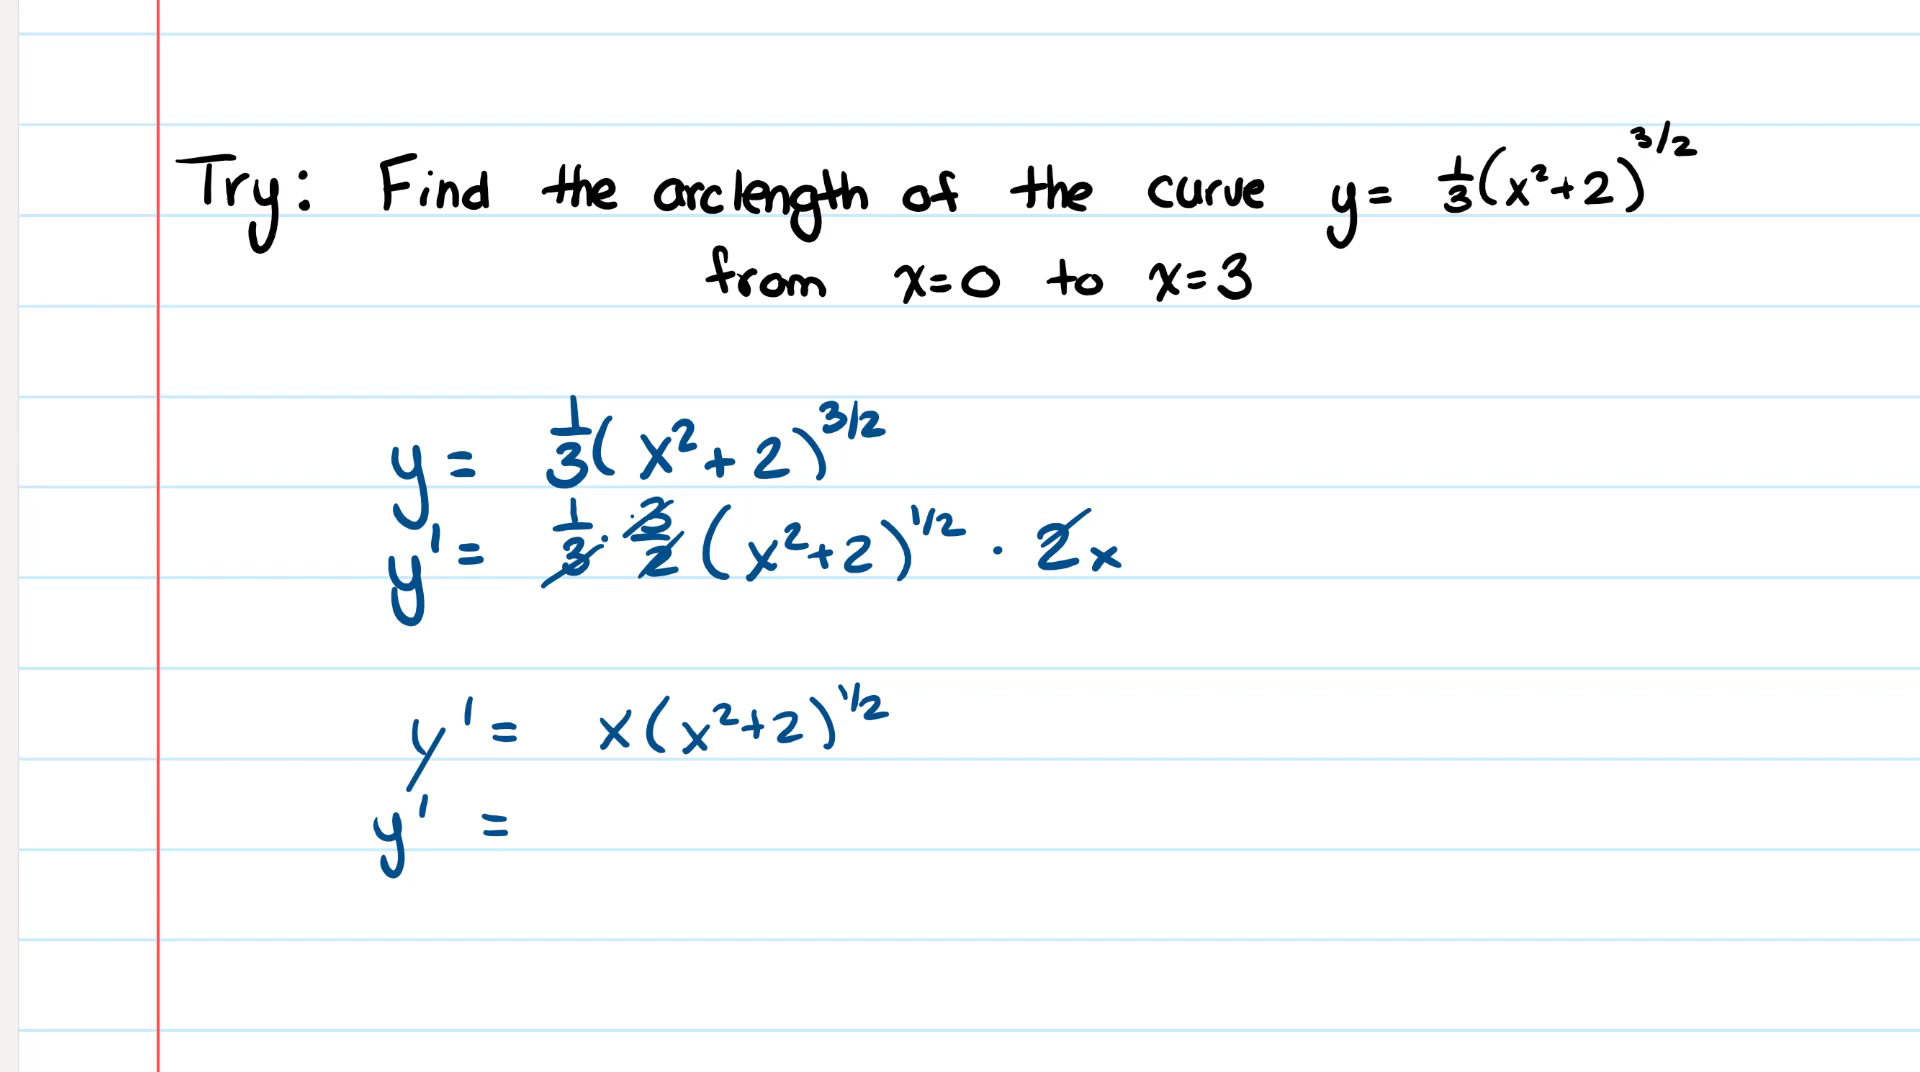 Try: Find the arclength of the curve y = 1/3(x²+2)^3/2
from x=0 to x=3
y = 1/3(x²+2)^3/2
y' = 1/3 · 3/2 (x²+2)^1/2 · 2x
y' = x(x²+2)^1/2
y' =